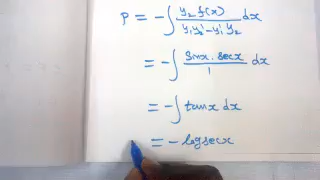 P = -∫ y₂ f(x) / (y₁y₂' - y₁'y₂) dx
= -∫ sinx . secx / 1 dx
= -∫ tanx dx
= - log secx